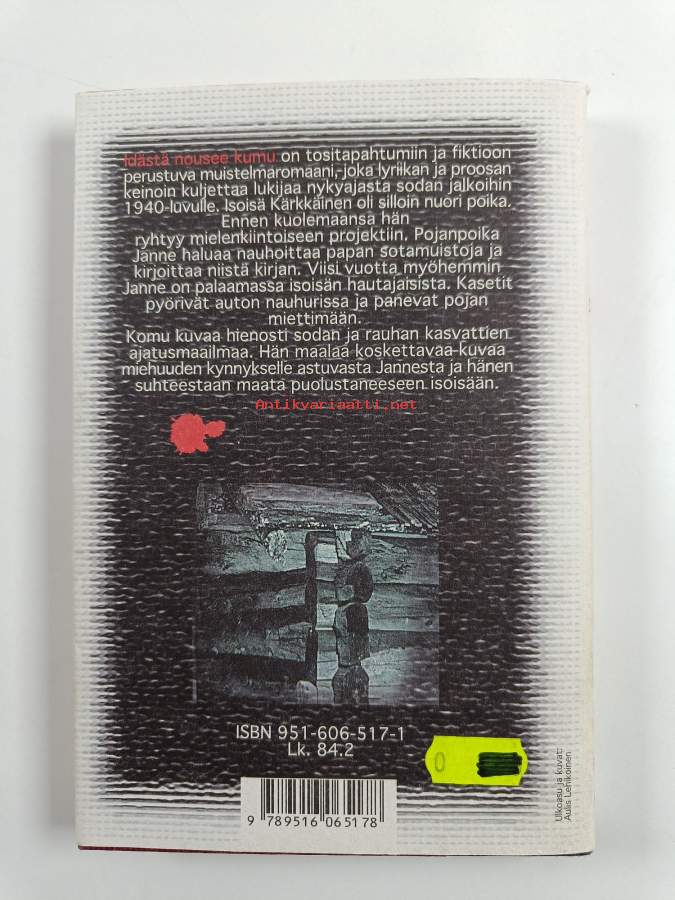 Idästä nousee kumu on tositapahtumiin ja fiktioon
perustuva muistelmaromaani, joka lyriikan ja proosan
keinoin kuljettaa lukijaa nykyajasta sodan jalkoihin
1940-luvulle. Isoisä Kärkkäinen oli silloin nuori poika.
Ennen kuolemaansa hän
ryhtyy mielenkiintoiseen projektiin. Pojanpoika
Janne haluaa nauhoittaa papan sotamuistoja ja
kirjoittaa niistä kirjan. Viisi vuotta myöhemmin
Janne on palaamassa isoisän hautajaisista. Kasetit
pyörivät auton nauhurissa ja panevat pojan
miettimään.
Komu kuvaa hienosti sodan ja rauhan kasvattien
ajatusmaailmaa. Hän maalaa koskettavaa kuvaa
miehuuden kynnykselle astuvasta Jannesta ja hänen
suhteestaan maata puolustaneeseen isoisään.
Antikvariaatti.net
ISBN 951-606-517-1
Lk. 84.2
0
9 789516 065178
Ulkoasu ja kuvat:
Aulis Lehikoinen